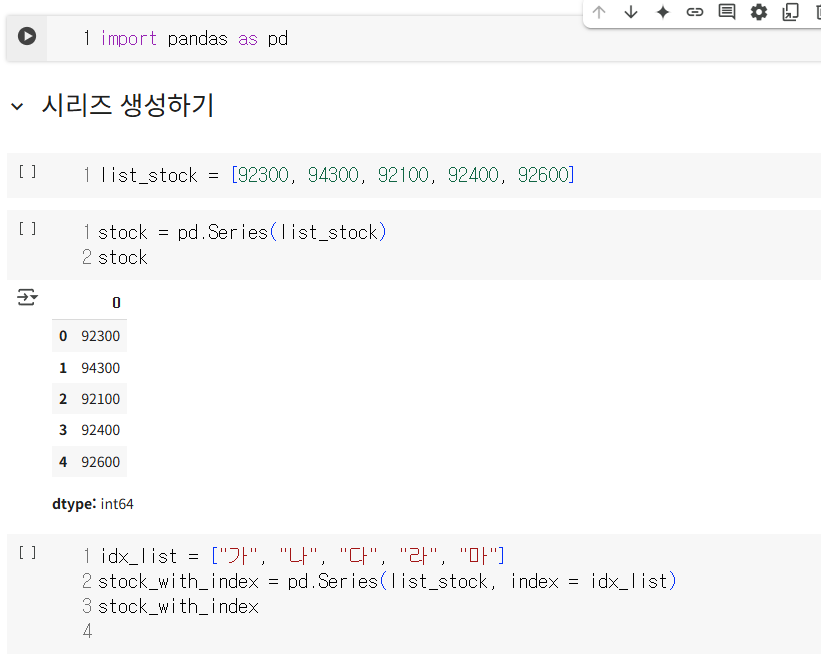 1 import pandas as pd
시리즈 생성하기
[ ] 1 list_stock = [92300, 94300, 92100, 92400, 92600]
[ ] 1 stock = pd.Series(list_stock)
2 stock
0
0 92300
1 94300
2 92100
3 92400
4 92600
dtype: int64
[ ] 1 idx_list = ["가", "나", "다", "라", "마"]
2 stock_with_index = pd.Series(list_stock, index = idx_list)
3 stock_with_index
4